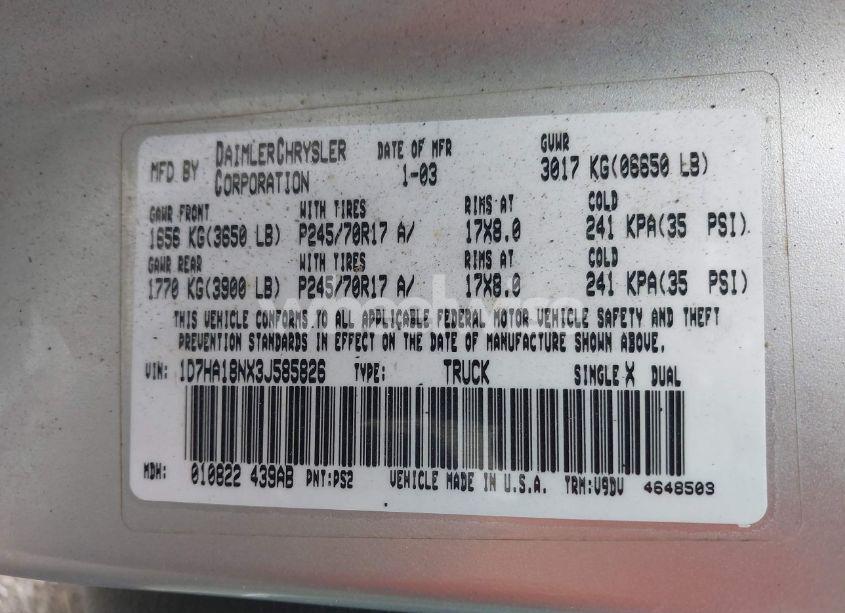 MFD BY DAIMLERCHRYSLER CORPORATION DATE OF MFR 1-03 GVWR 3017 KG(06650 LB)
GAWR FRONT WITH TIRES RIMS AT COLD
1656 KG(3650 LB) P245/70R17 A/ 17X8.0 241 KPA(35 PSI)
GAWR REAR WITH TIRES RIMS AT COLD
1770 KG(3900 LB) P245/70R17 A/ 17X8.0 241 KPA(35 PSI)
THIS VEHICLE CONFORMS TO ALL APPLICABLE FEDERAL MOTOR VEHICLE SAFETY AND THEFT
PREVENTION STANDARDS IN EFFECT ON THE DATE OF MANUFACTURE SHOWN ABOVE.
VIN: 1D7HA18NX3J585826 TYPE: TRUCK SINGLE X DUAL
MDH: 010822 439AB PNT:PS2 VEHICLE MADE IN U.S.A. TRM:V9DV 4648503